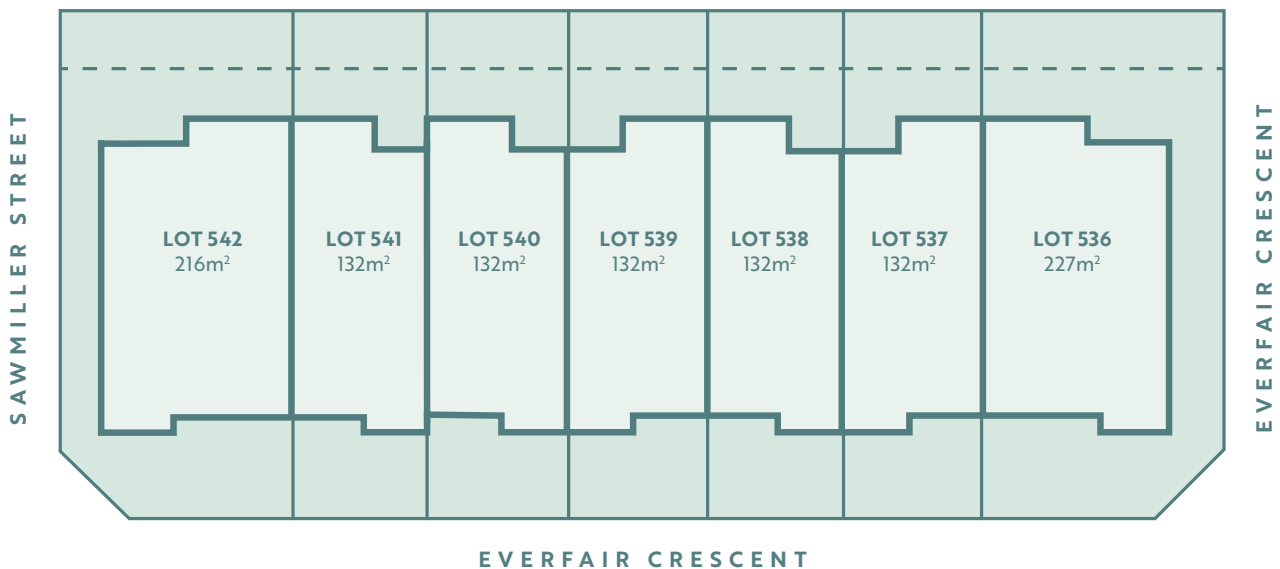 SAWMILLER STREET
LOT 542
216m²
LOT 541
132m²
LOT 540
132m²
LOT 539
132m²
LOT 538
132m²
LOT 537
132m²
LOT 536
227m²
EVERFAIR CRESCENT
EVERFAIR CRESCENT